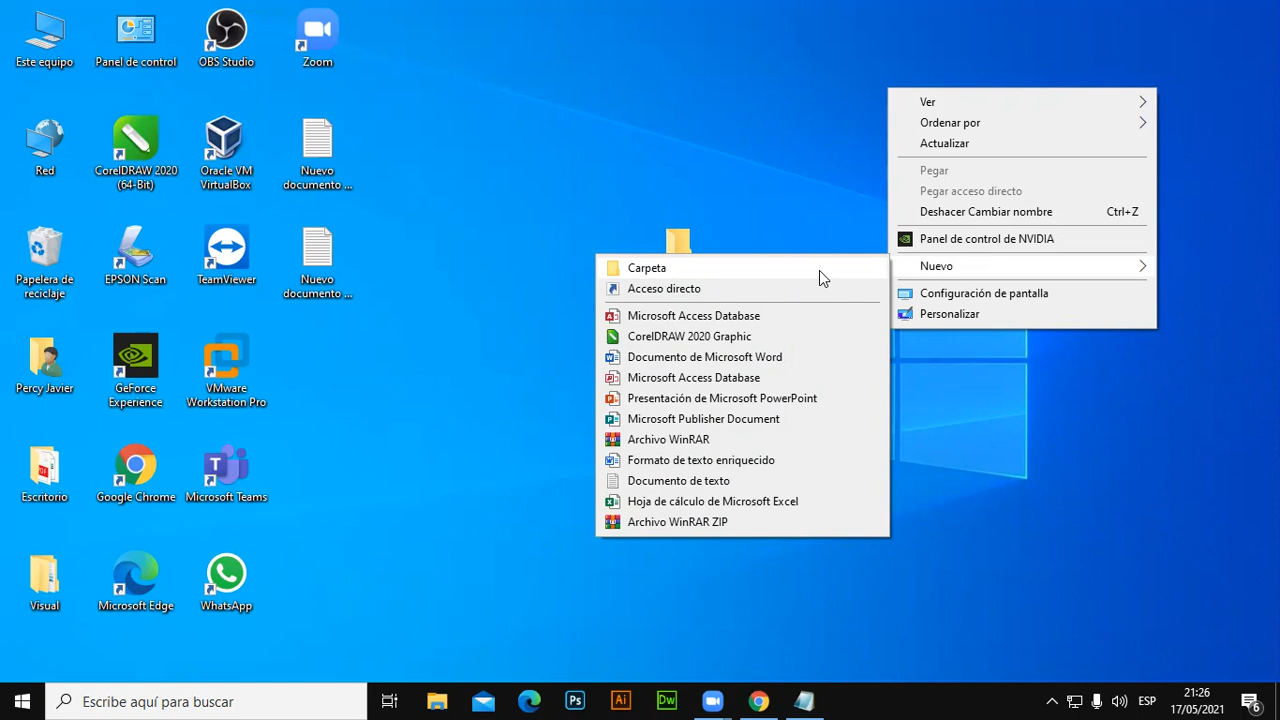 Este equipo
Panel de control
OBS Studio
Zoom
Red
CorelDRAW 2020
(64-Bit)
Oracle VM
VirtualBox
Nuevo
documento ...
Papelera de
reciclaje
EPSON Scan
TeamViewer
Nuevo
documento ...
Percy Javier
GeForce
Experience
VMware
Workstation Pro
Escritorio
Google Chrome
Microsoft Teams
Visual
Microsoft Edge
WhatsApp
Ver
Ordenar por
Actualizar
Pegar
Pegar acceso directo
Deshacer Cambiar nombre Ctrl+Z
Panel de control de NVIDIA
Nuevo
Configuración de pantalla
Personalizar
Carpeta
Acceso directo
Microsoft Access Database
CorelDRAW 2020 Graphic
Documento de Microsoft Word
Microsoft Access Database
Presentación de Microsoft PowerPoint
Microsoft Publisher Document
Archivo WinRAR
Formato de texto enriquecido
Documento de texto
Hoja de cálculo de Microsoft Excel
Archivo WinRAR ZIP
Escribe aquí para buscar
Ps
Ai
Dw
ESP
21:26
17/05/2021
6